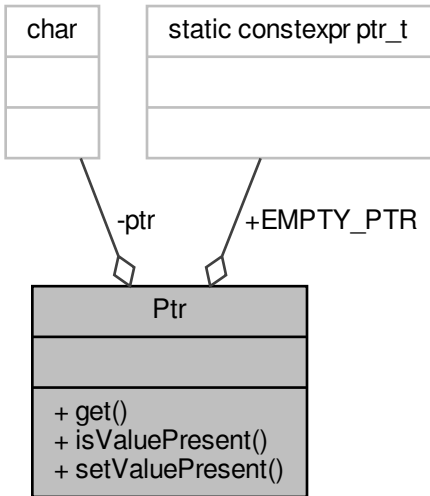 char
static constexpr ptr_t
-ptr
+EMPTY_PTR
Ptr
+ get()
+ isValuePresent()
+ setValuePresent()